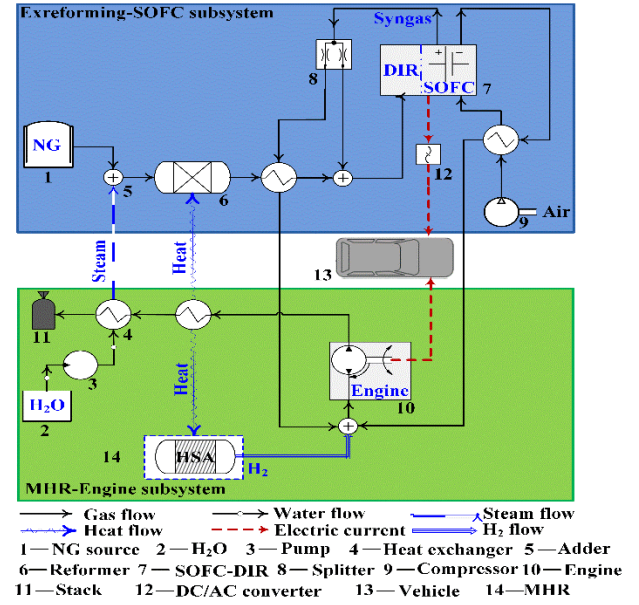 Exreforming-SOFC subsystem
Syngas
8
+ −
DIR
SOFC
7
NG
1
5
6
12
9
Air
Steam
Heat
13
11
4
3
H₂O
2
Heat
Engine
10
14
HSA
H₂
MHR-Engine subsystem
Gas flow Water flow Steam flow
Heat flow Electric current H₂ flow
1—NG source 2—H₂O 3—Pump 4—Heat exchanger 5—Adder
6—Reformer 7—SOFC-DIR 8—Splitter 9—Comprssor 10—Engine
11—Stack 12—DC/AC converter 13—Vehicle 14—MHR